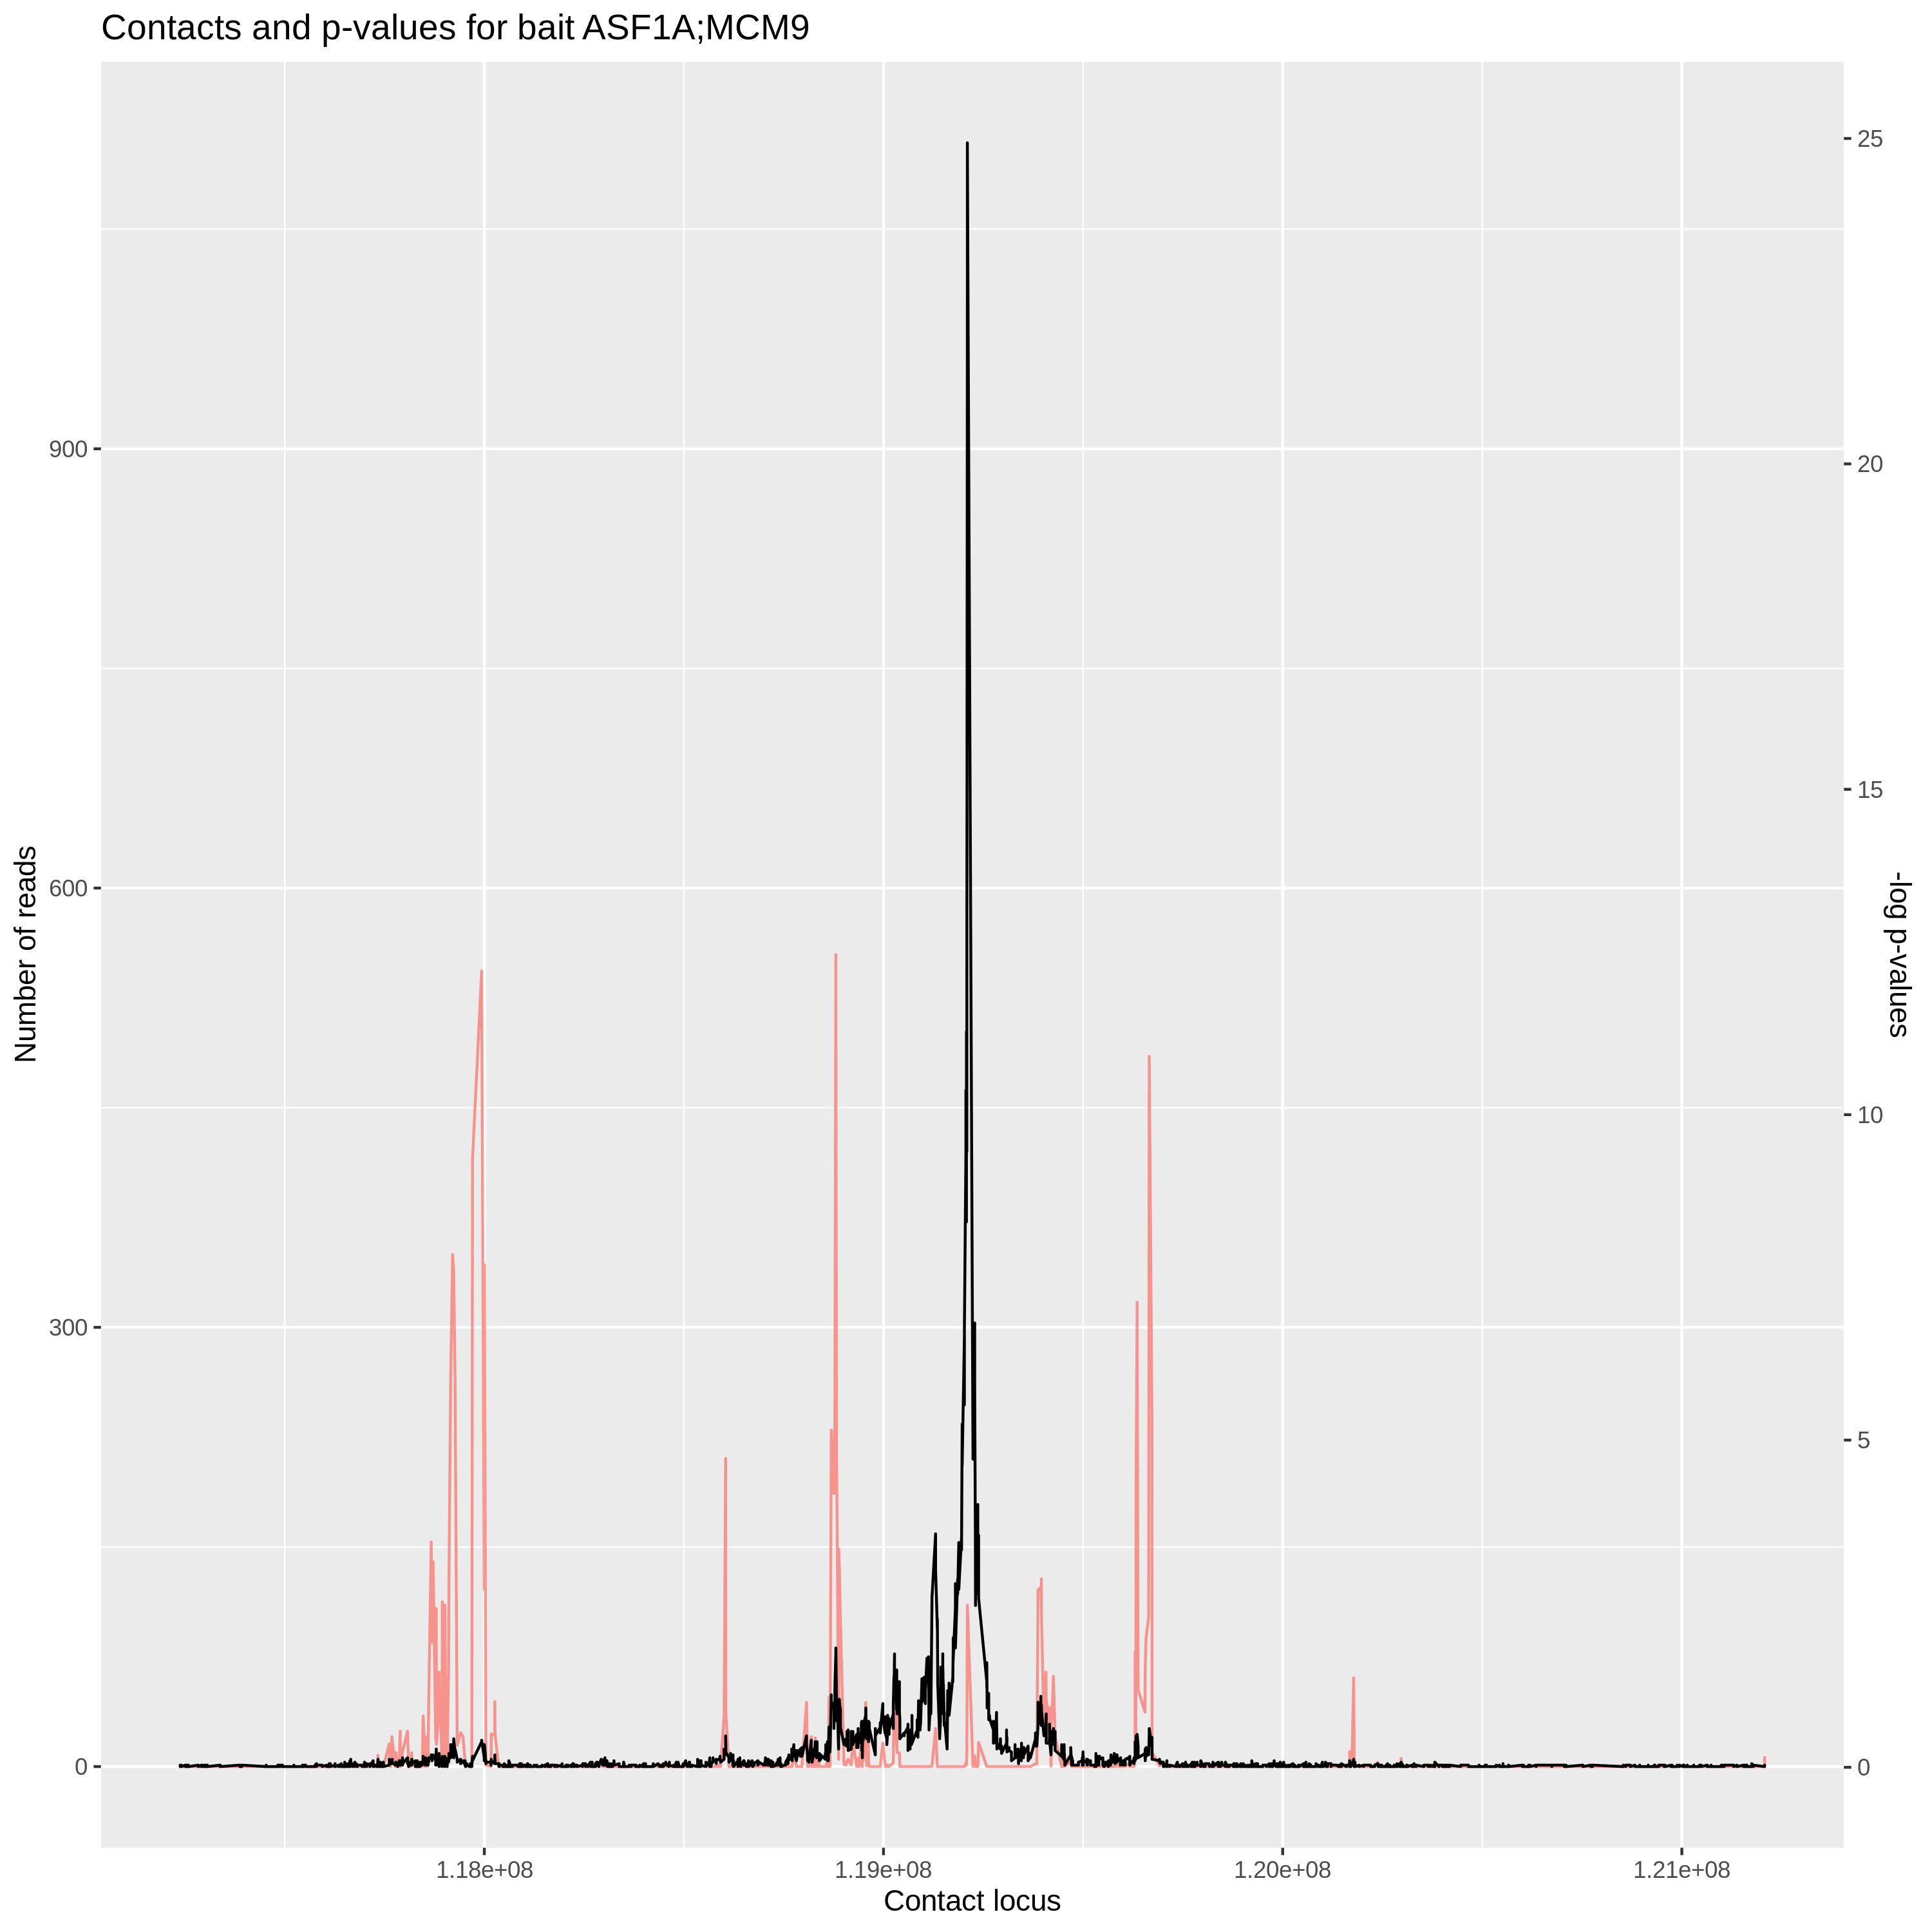 Contacts and p-values for bait ASF1A;MCM9
Number of reads
900
600
300
0
25
20
15
10
5
0
-log p-values
1.18e+08
1.19e+08
1.20e+08
1.21e+08
Contact locus